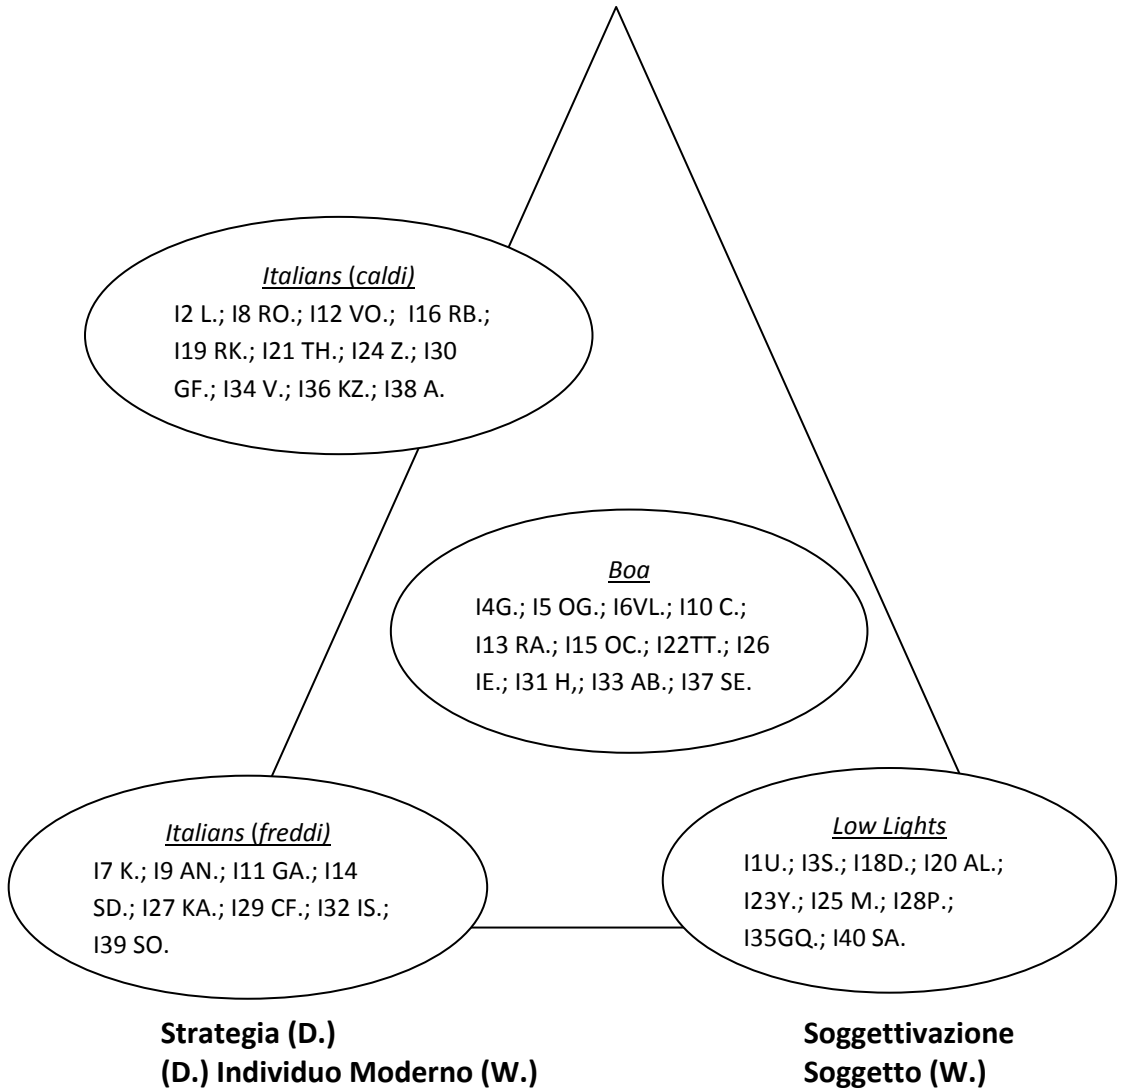 Italians (caldi)
I2 L.; I8 RO.; I12 VO.;  I16 RB.;
I19 RK.; I21 TH.; I24 Z.; I30
GF.; I34 V.; I36 KZ.; I38 A.
Boa
I4G.; I5 OG.; I6VL.; I10 C.;
I13 RA.; I15 OC.; I22TT.; I26
IE.; I31 H,; I33 AB.; I37 SE.
Italians (freddi)
I7 K.; I9 AN.; I11 GA.; I14
SD.; I27 KA.; I29 CF.; I32 IS.;
I39 SO.
Low Lights
I1U.; I3S.; I18D.; I20 AL.;
I23Y.; I25 M.; I28P.;
I35GQ.; I40 SA.
Strategia (D.)
(D.) Individuo Moderno (W.)
Soggettivazione
Soggetto (W.)